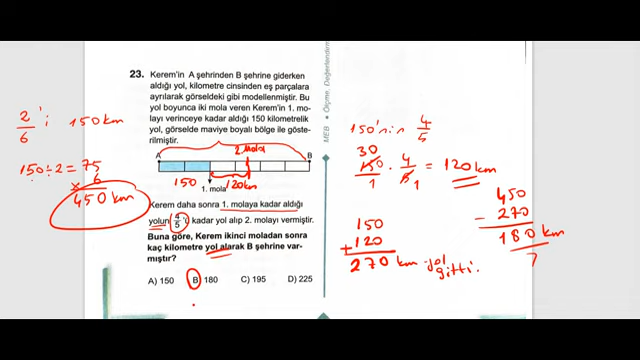 23. Kerem'in A şehrinden B şehrine giderken
aldığı yol, kilometre cinsinden eş parçalara
ayrılarak görseldeki gibi modellenmiştir. Bu
yol boyunca iki mola veren Kerem'in 1. mo-
layı verinceye kadar aldığı 150 kilometrelik
yol, görselde maviye boyalı bölge ile göste-
rilmiştir.
2. mola
A B
150 120km
1. mola
Kerem daha sonra 1. molaya kadar aldığı
yolun 4/5 'ü kadar yol alıp 2. molayı vermiştir.
Buna göre, Kerem ikinci moladan sonra
kaç kilometre yol alarak B şehrine var-
mıştır?
A) 150 B) 180 C) 195 D) 225
2/6 'i 150 km
150÷2=75
x 6
450 km
MEB • Ölçme, Değerlendirme
150'nin 4/5
30
150/1 · 4/5 1 = 120 km
150
+120
270 km yol
gitti.
450
- 270
180 km